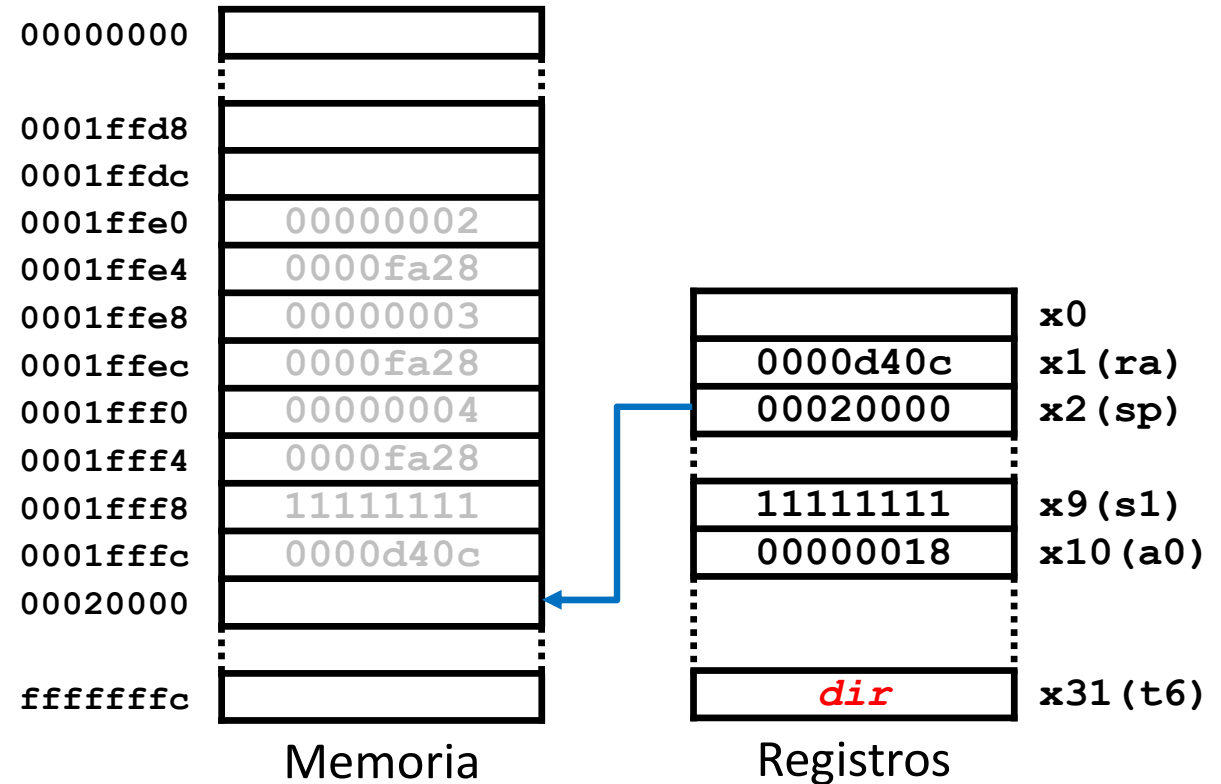 00000000
0001ffd8
0001ffdc
0001ffe0 00000002
0001ffe4 0000fa28
0001ffe8 00000003
0001ffec 0000fa28
0001fff0 00000004
0001fff4 0000fa28
0001fff8 11111111
0001fffc 0000d40c
00020000
fffffffc
Memoria
x0
0000d40c x1(ra)
00020000 x2(sp)
11111111 x9(s1)
00000018 x10(a0)
dir x31(t6)
Registros